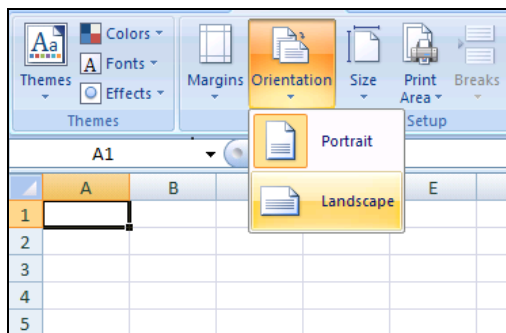 Colors
Fonts
Effects
Themes
Margins
Orientation
Size
Print
Area
Breaks
Themes
Setup
A1
Portrait
Landscape
A B E
1
2
3
4
5